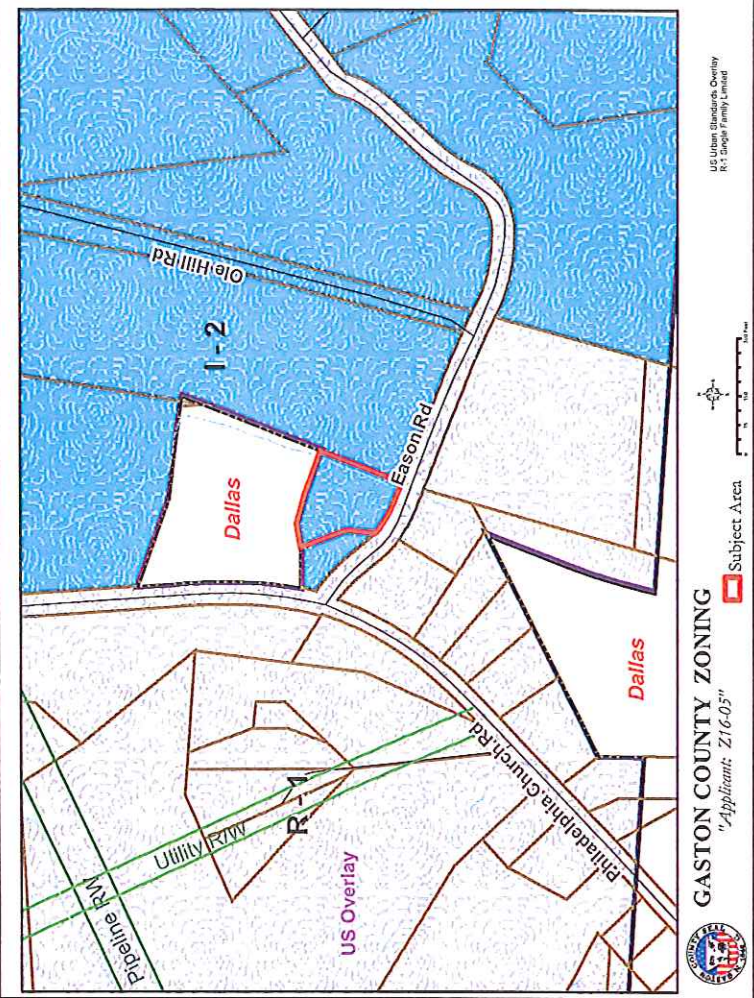 Ole Hill Rd
I - 2
Eason Rd
Dallas
Dallas
Philadelphia Church Rd
Utility R/W
Pipeline RW
R - 1
US Overlay
GASTON COUNTY ZONING
"Applicant: Z16-05"
Subject Area
US Urban Standards Overlay
R-1 Single Family Limited